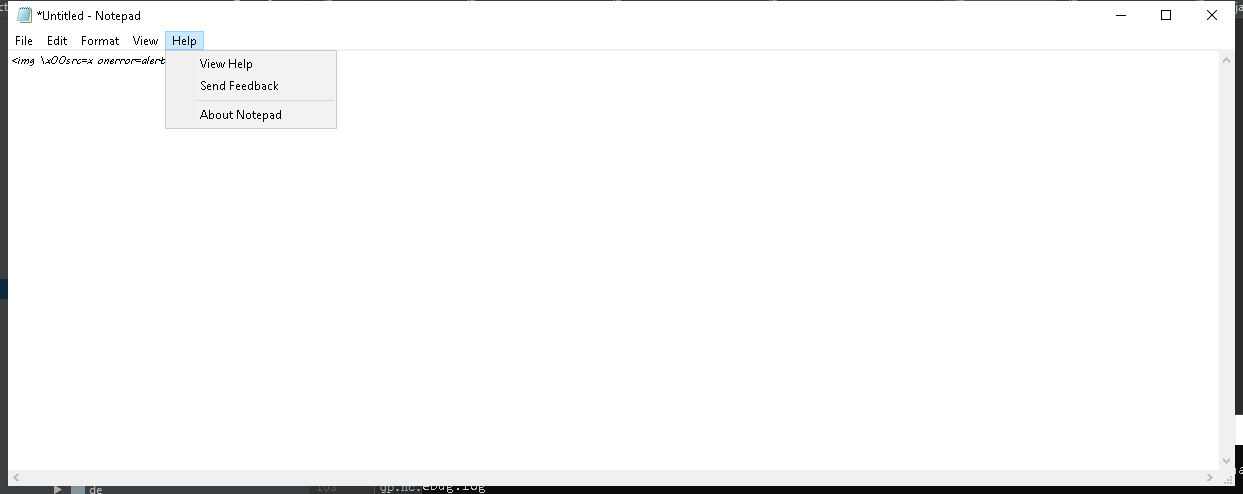 *Untitled - Notepad
File Edit Format View Help
<img \x00src=x onerror=alert
View Help
Send Feedback
About Notepad
de 103 gp.nc.ebug.log